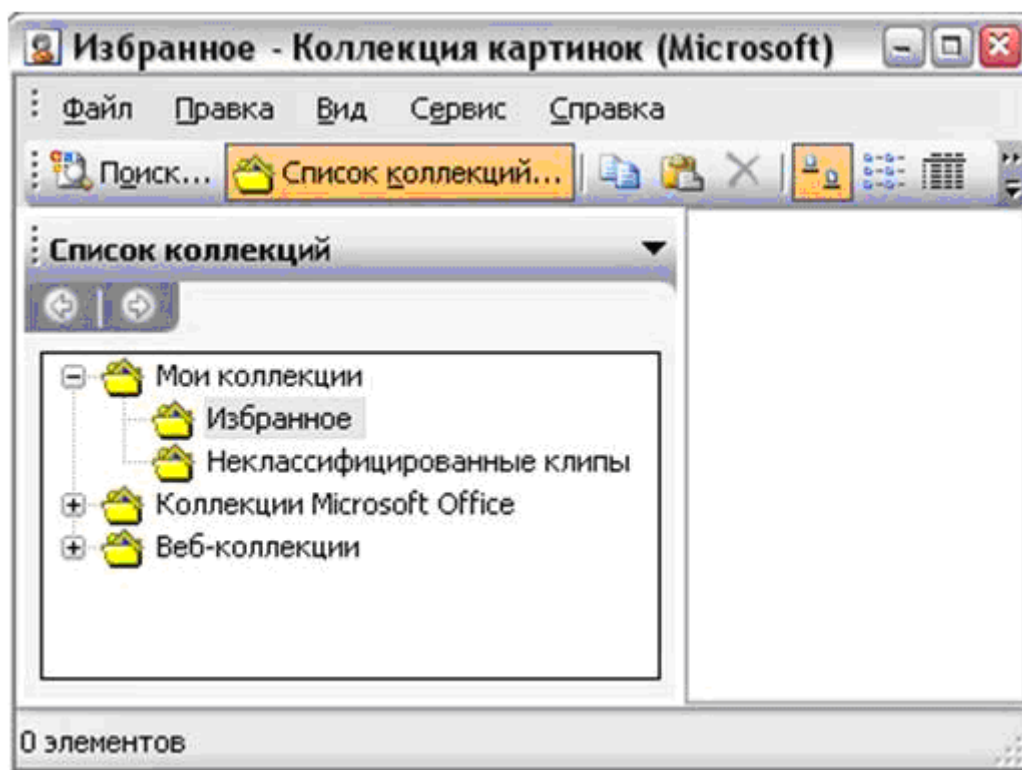 Избранное - Коллекция картинок (Microsoft)
Файл Правка Вид Сервис Справка
Поиск... Список коллекций...
Список коллекций
Мои коллекции
Избранное
Неклассифицированные клипы
Коллекции Microsoft Office
Веб-коллекции
0 элементов